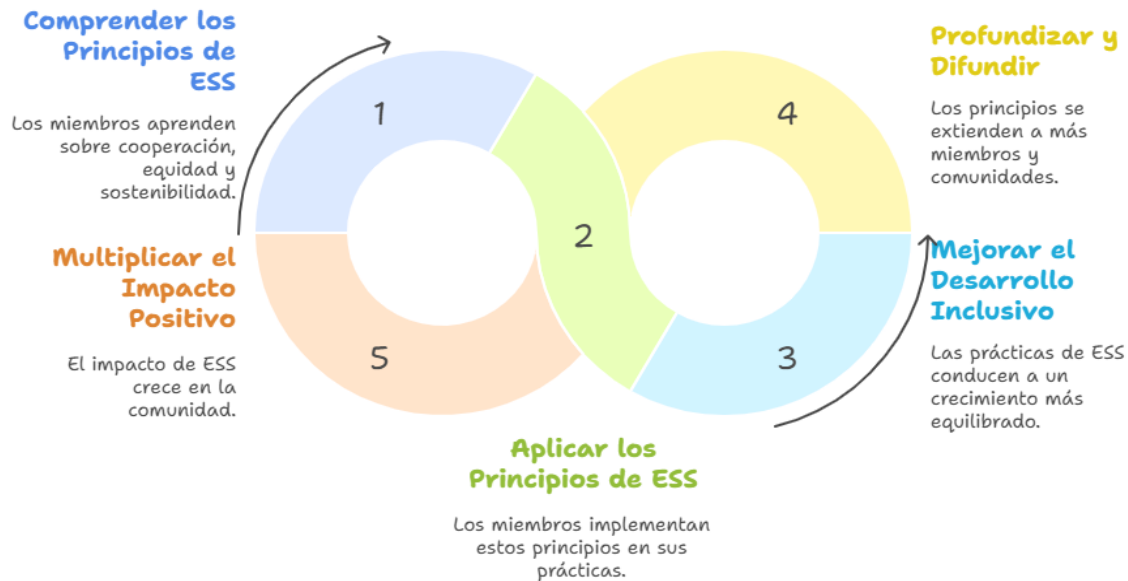 Comprender los
Principios de
ESS
Los miembros aprenden
sobre cooperación,
equidad y
sostenibilidad.
1
Aplicar los
Principios de ESS
Los miembros implementan
estos principios en sus
prácticas.
2
Mejorar el
Desarrollo
Inclusivo
Las prácticas de ESS
conducen a un
crecimiento más
equilibrado.
3
Profundizar y
Difundir
Los principios se
extienden a más
miembros y
comunidades.
4
Multiplicar el
Impacto
Positivo
El impacto de ESS
crece en la
comunidad.
5